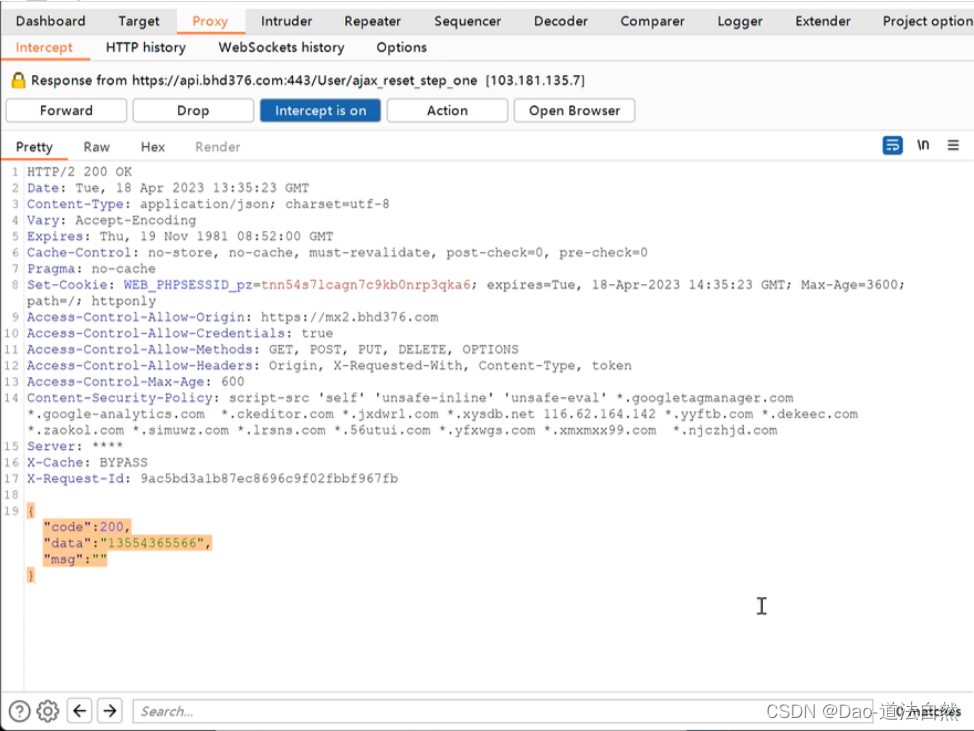 Dashboard Target Proxy Intruder Repeater Sequencer Decoder Comparer Logger Extender Project option
Intercept HTTP history WebSockets history Options
Response from https://api.bhd376.com:443/User/ajax_reset_step_one [103.181.135.7]
Forward Drop Intercept is on Action Open Browser
Pretty Raw Hex Render \n
1 HTTP/2 200 OK
2 Date: Tue, 18 Apr 2023 13:35:23 GMT
3 Content-Type: application/json; charset=utf-8
4 Vary: Accept-Encoding
5 Expires: Thu, 19 Nov 1981 08:52:00 GMT
6 Cache-Control: no-store, no-cache, must-revalidate, post-check=0, pre-check=0
7 Pragma: no-cache
8 Set-Cookie: WEB_PHPSESSID_pz=tnn54s7lcagn7c9kb0nrp3qka6; expires=Tue, 18-Apr-2023 14:35:23 GMT; Max-Age=3600;
path=/; httponly
9 Access-Control-Allow-Origin: https://mx2.bhd376.com
10 Access-Control-Allow-Credentials: true
11 Access-Control-Allow-Methods: GET, POST, PUT, DELETE, OPTIONS
12 Access-Control-Allow-Headers: Origin, X-Requested-With, Content-Type, token
13 Access-Control-Max-Age: 600
14 Content-Security-Policy: script-src 'self' 'unsafe-inline' 'unsafe-eval' *.googletagmanager.com
*.google-analytics.com *.ckeditor.com *.jxdwrl.com *.xysdb.net 116.62.164.142 *.yyftb.com *.dekeec.com
*.zaokol.com *.simuwz.com *.lrsns.com *.56utui.com *.yfxwgs.com *.xmxmxx99.com *.njczhjd.com
15 Server: ****
16 X-Cache: BYPASS
17 X-Request-Id: 9ac5bd3a1b87ec8696c9f02fbbf967fb
18
19 {
"code":200,
"data":"13554365566",
"msg":""
}
Search... 0 matches
CSDN @Dao-道法自然